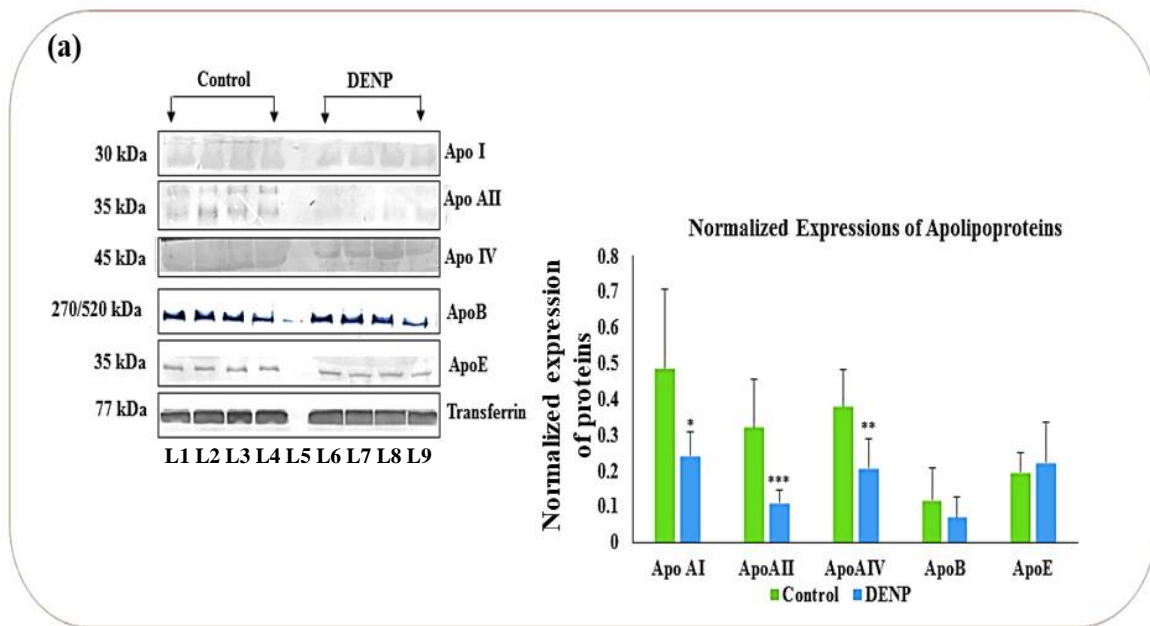 (a)
Control DENP
30 kDa Apo I
35 kDa Apo AII
45 kDa Apo IV
270/520 kDa ApoB
35 kDa ApoE
77 kDa Transferrin
L1 L2 L3 L4 L5 L6 L7 L8 L9
Normalized Expressions of Apolipoproteins
Normalized expression
of proteins
0.8
0.7
0.6
0.5
0.4
0.3
0.2
0.1
0
*
***
**
Apo AI ApoAII ApoAIV ApoB ApoE
Control DENP